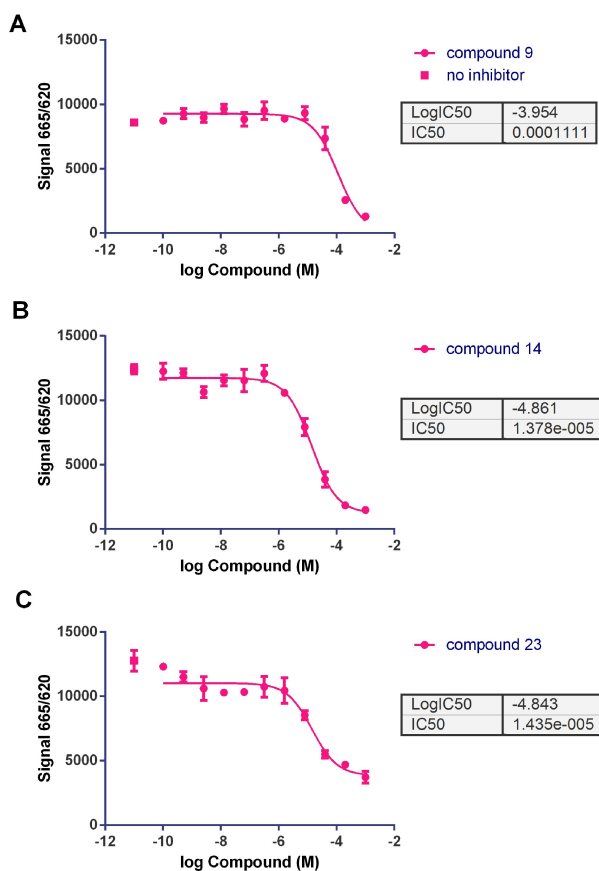 A
15000
10000
5000
0
Signal 665/620
-12 -10 -8 -6 -4 -2
log Compound (M)
compound 9
no inhibitor
LogIC50 -3.954
IC50 0.0001111
B
15000
10000
5000
0
Signal 665/620
-12 -10 -8 -6 -4 -2
log Compound (M)
compound 14
LogIC50 -4.861
IC50 1.378e-005
C
15000
10000
5000
0
Signal 665/620
-12 -10 -8 -6 -4 -2
log Compound (M)
compound 23
LogIC50 -4.843
IC50 1.435e-005